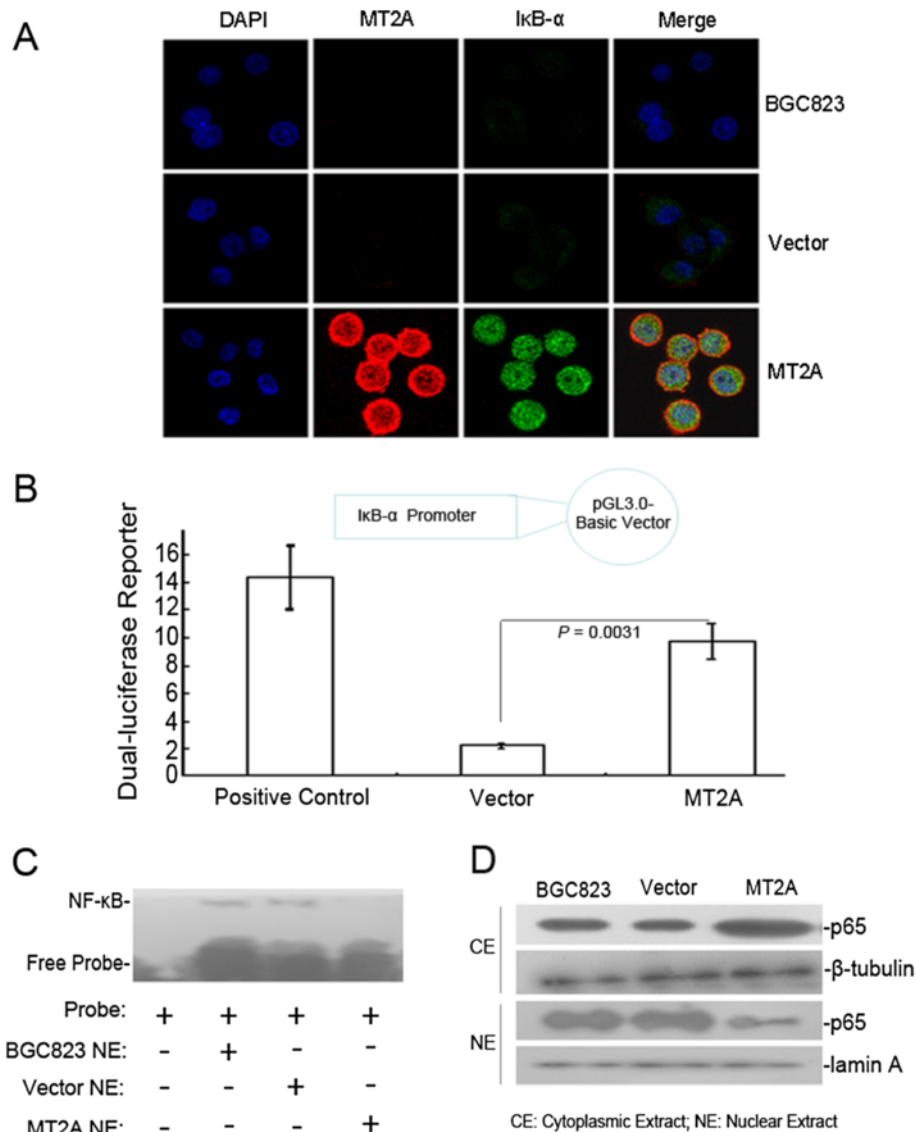 A
DAPI MT2A IκB-α Merge
BGC823
Vector
MT2A
B
IκB-α Promoter
pGL3.0-
Basic Vector
Dual-luciferase Reporter
16
14
12
10
8
6
4
2
0
P = 0.0031
Positive Control Vector MT2A
C
NF-κB-
Free Probe-
Probe: + + + +
BGC823 NE: - + - -
Vector NE: - - + -
MT2A NE: - - - +
D
BGC823 Vector MT2A
CE
-p65
-β-tubulin
NE
-p65
-lamin A
CE: Cytoplasmic Extract; NE: Nuclear Extract